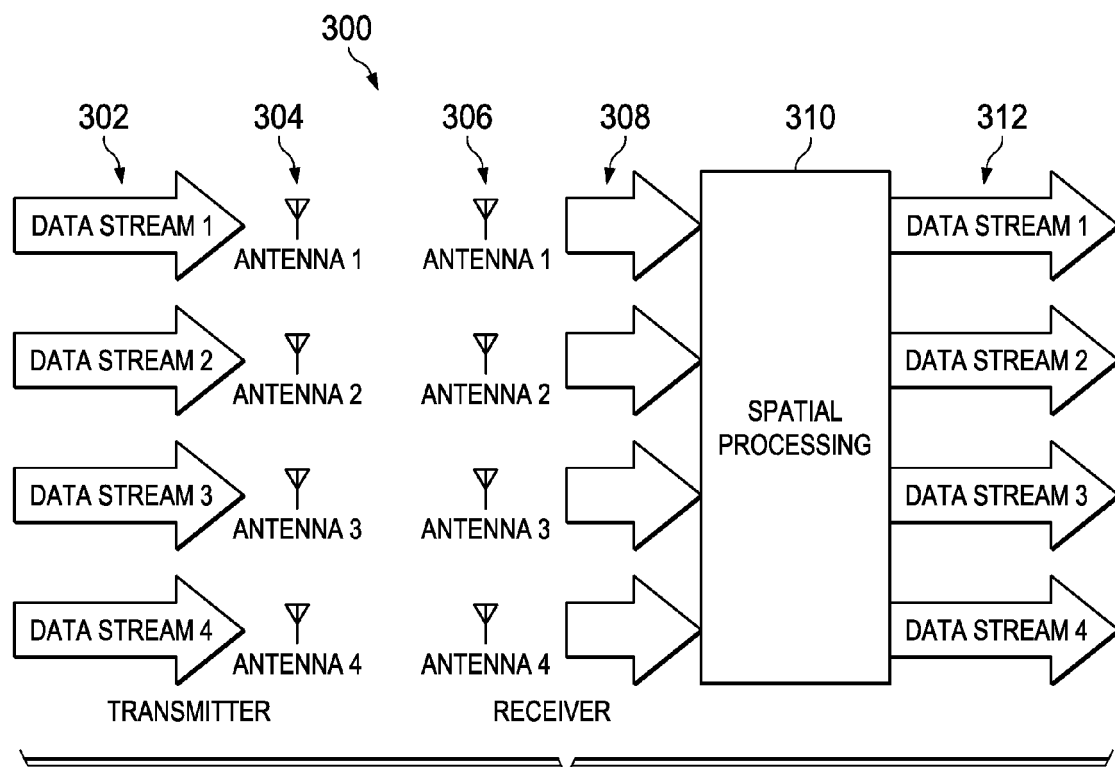 300
302 304 306 308 310 312
DATA STREAM 1 ANTENNA 1 ANTENNA 1 DATA STREAM 1
DATA STREAM 2 ANTENNA 2 ANTENNA 2 DATA STREAM 2
SPATIAL
PROCESSING
DATA STREAM 3 ANTENNA 3 ANTENNA 3 DATA STREAM 3
DATA STREAM 4 ANTENNA 4 ANTENNA 4 DATA STREAM 4
TRANSMITTER RECEIVER